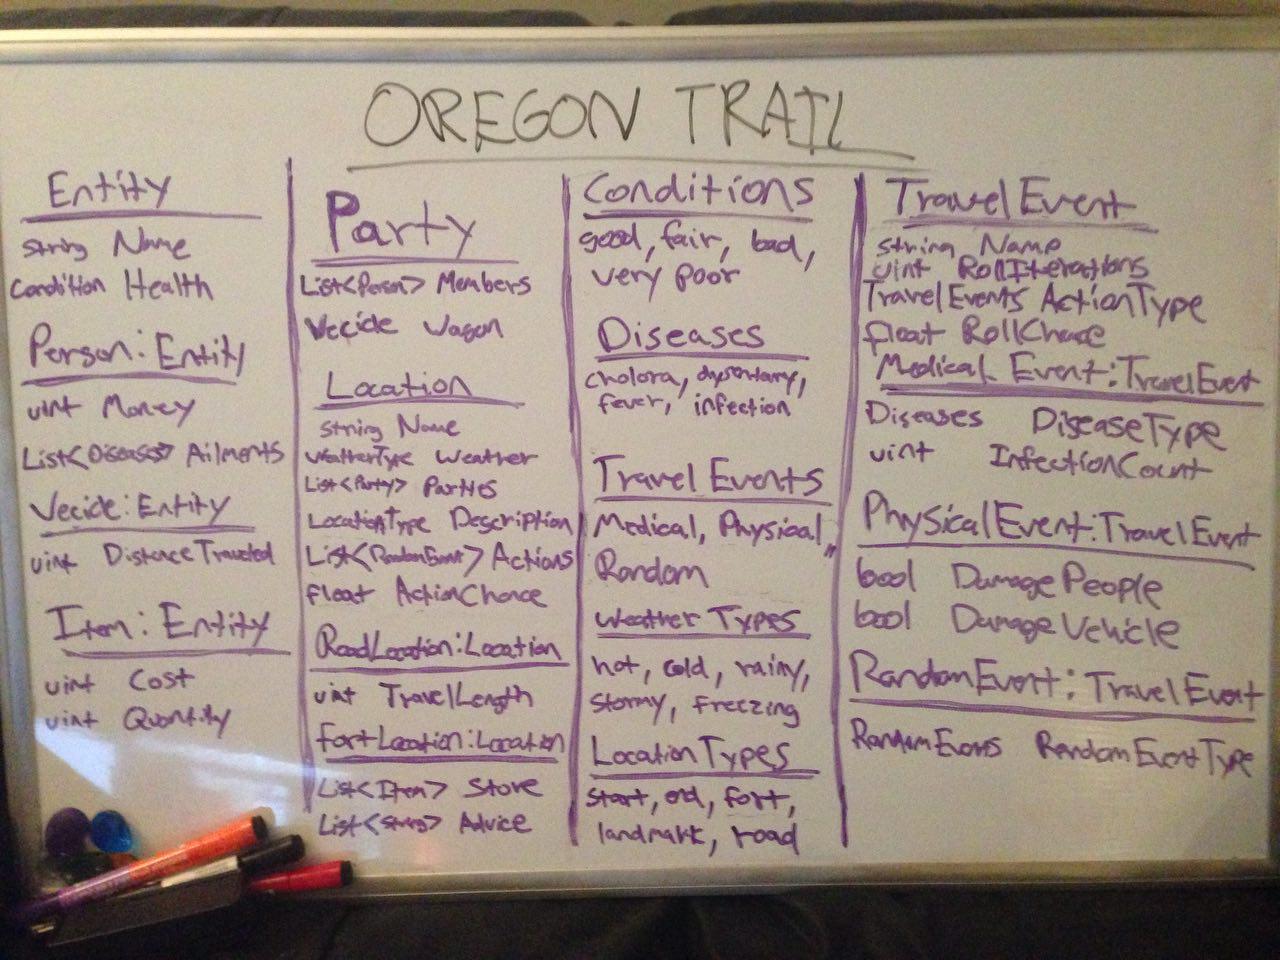 OREGON TRAIL
Entity
string Name
Condition Health
Person: Entity
uint Money
List<Diseases> Ailments
Vecicle: Entity
uint DistanceTraveled
Item: Entity
uint Cost
uint Quantity
Party
List<Person> Members
Vecicle Wagon
Location
string Name
WeatherType Weather
List<Party> Parties
LocationType Description
List<RandomEvent> Actions
float ActionChance
RoadLocation: Location
uint TravelLength
FortLocation: Location
List<Item> Store
List<string> Advice
Conditions
good, fair, bad,
very poor
Diseases
cholora, dysentary,
fever, infection
Travel Events
Medical, Physical,
Random
Weather Types
hot, cold, rainy,
stormy, freezing
Location Types
start, end, fort,
landmark, road
TravelEvent
string Name
uint RollIterations
TravelEvents ActionType
float RollChace
Medical Event: TravelEvent
Diseases DiseaseType
uint InfectionCount
PhysicalEvent: TravelEvent
bool DamagePeople
bool DamageVehicle
RandomEvent: TravelEvent
RandomEvents RandomEventType